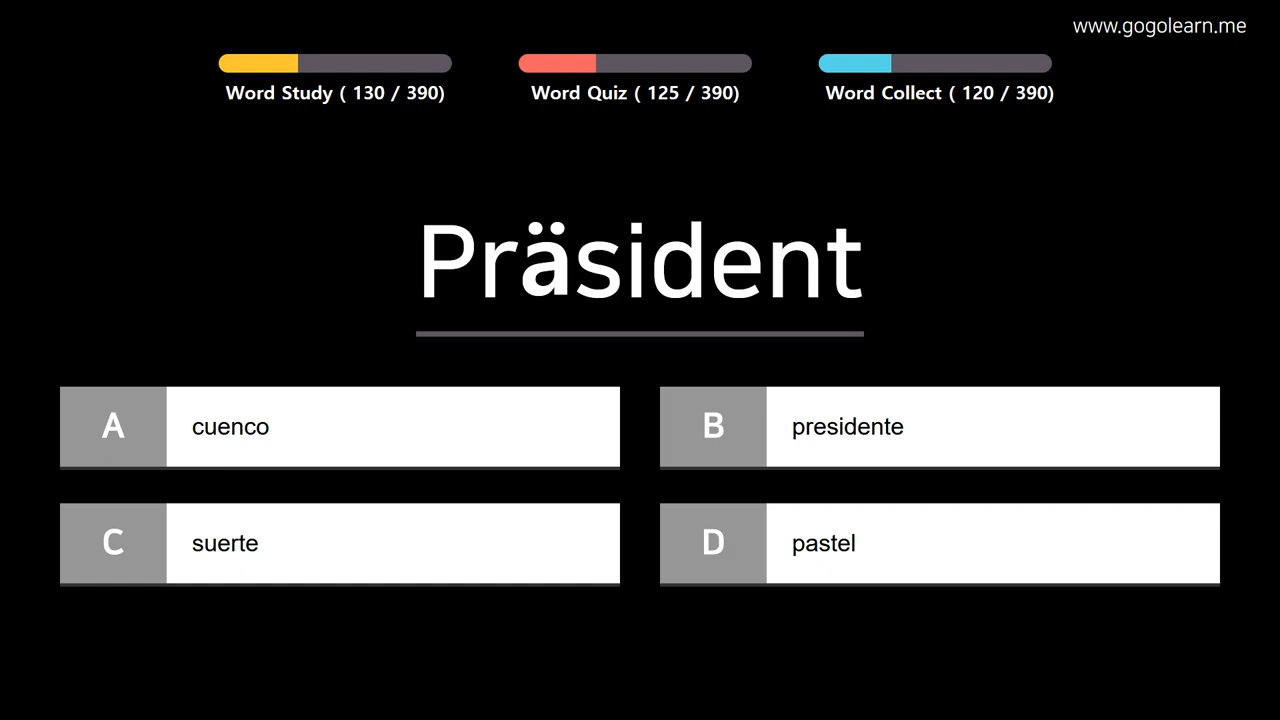 www.gogolearn.me
Word Study ( 130 / 390)
Word Quiz ( 125 / 390)
Word Collect ( 120 / 390)
Präsident
A cuenco
B presidente
C suerte
D pastel